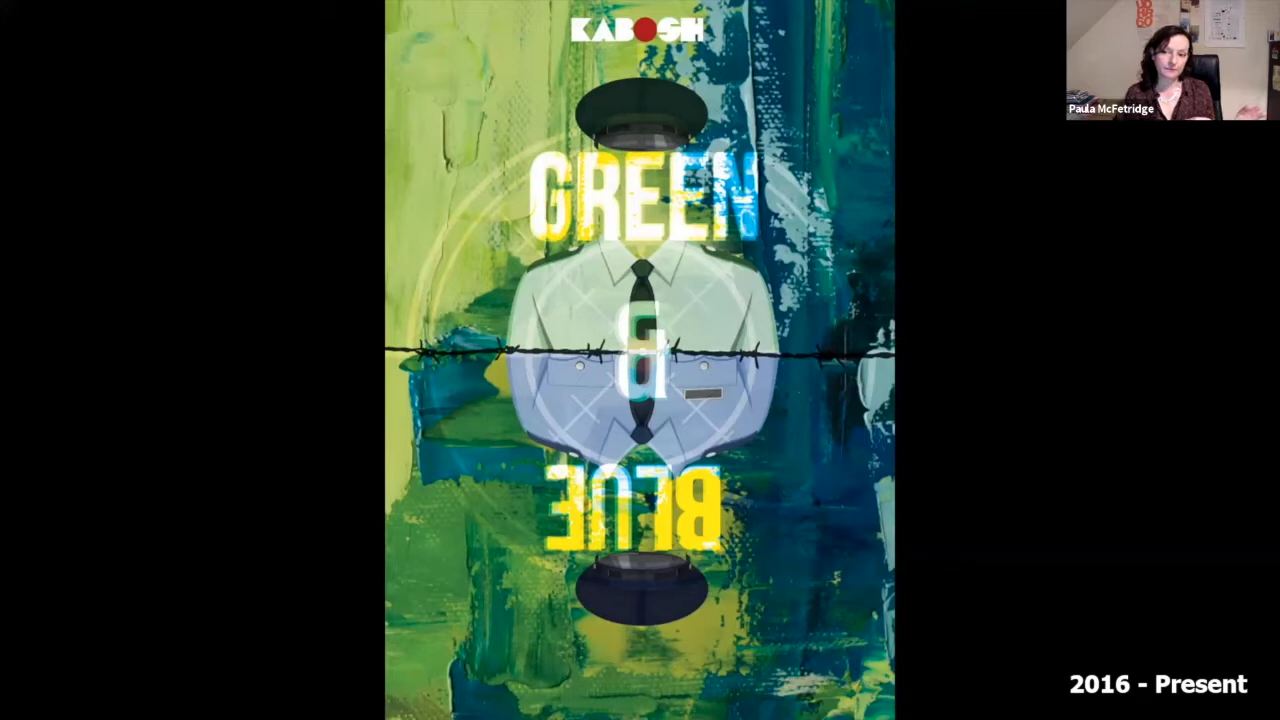 KABOSH
Paula McFetridge
GREEN
&
BLUE
2016 - Present